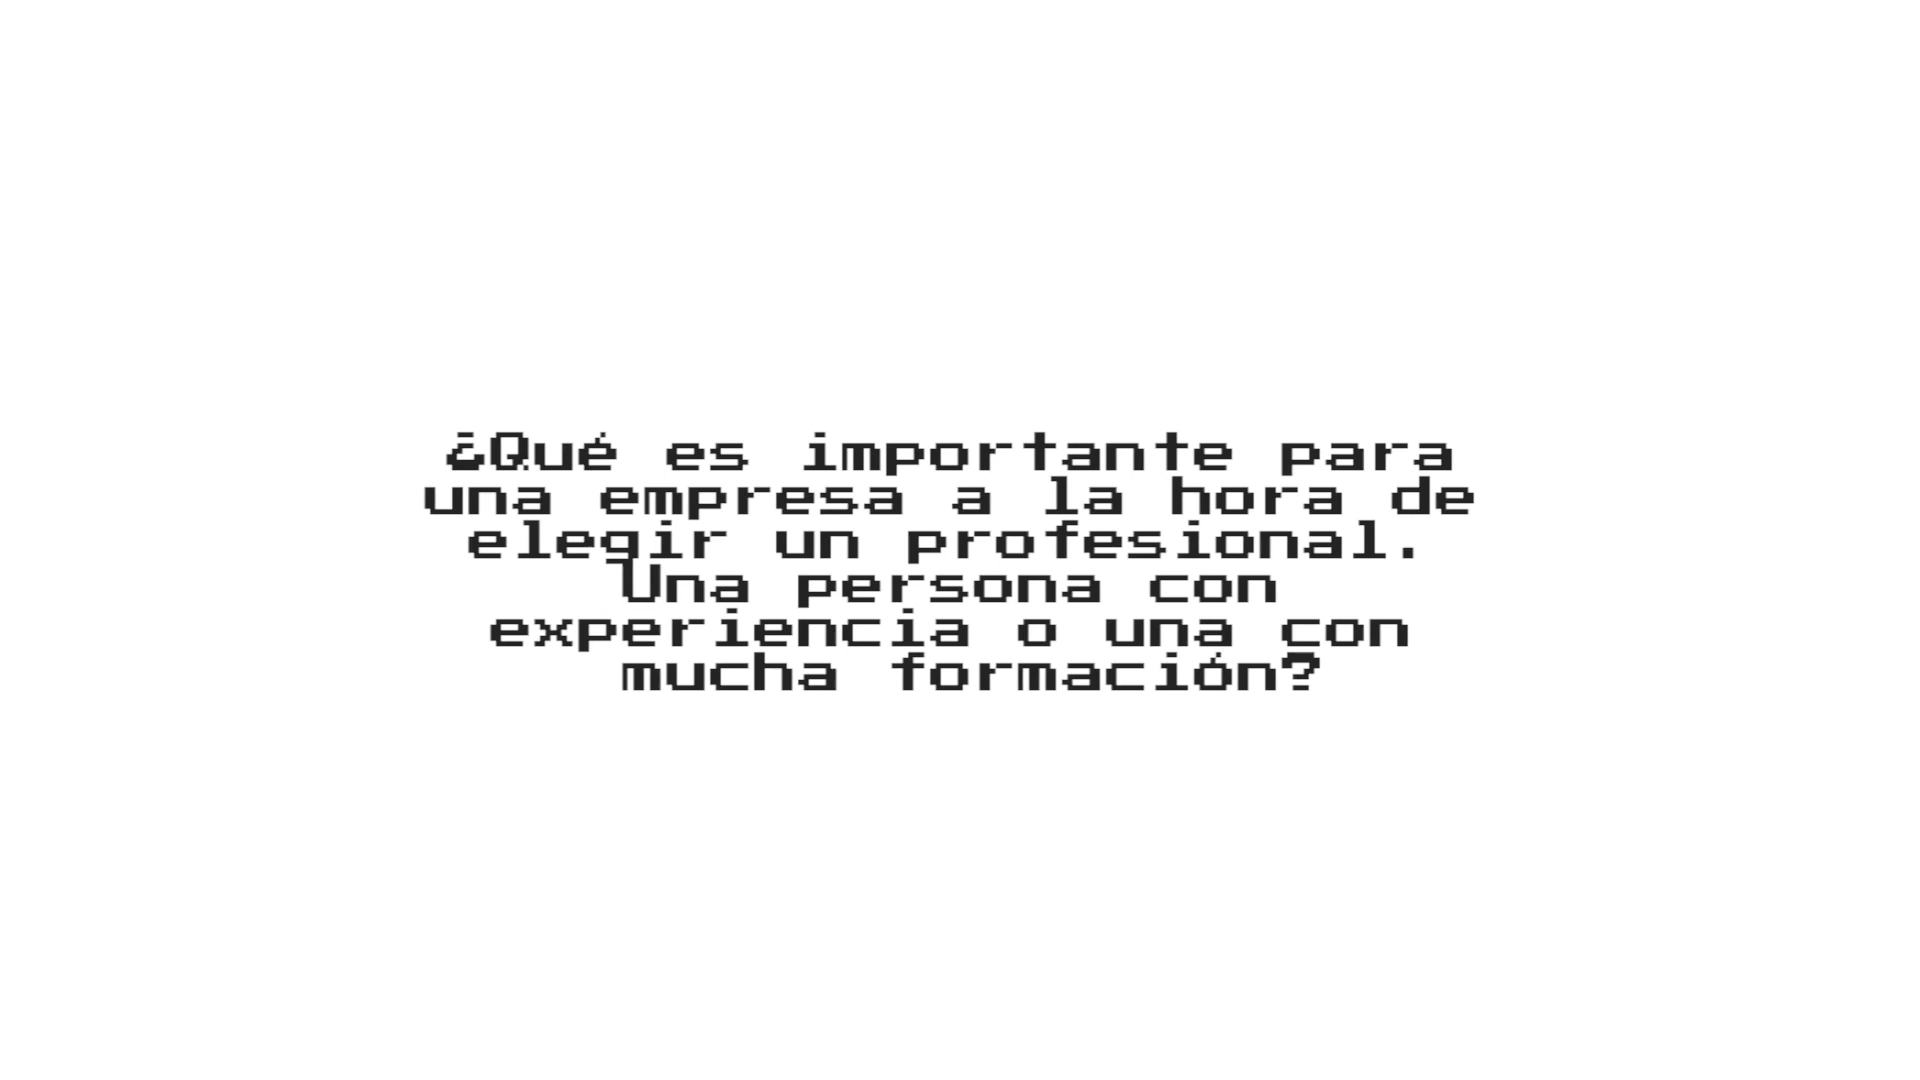 ¿Qué es importante para
una empresa a la hora de
elegir un profesional.
Una persona con
experiencia o una con
mucha formación?